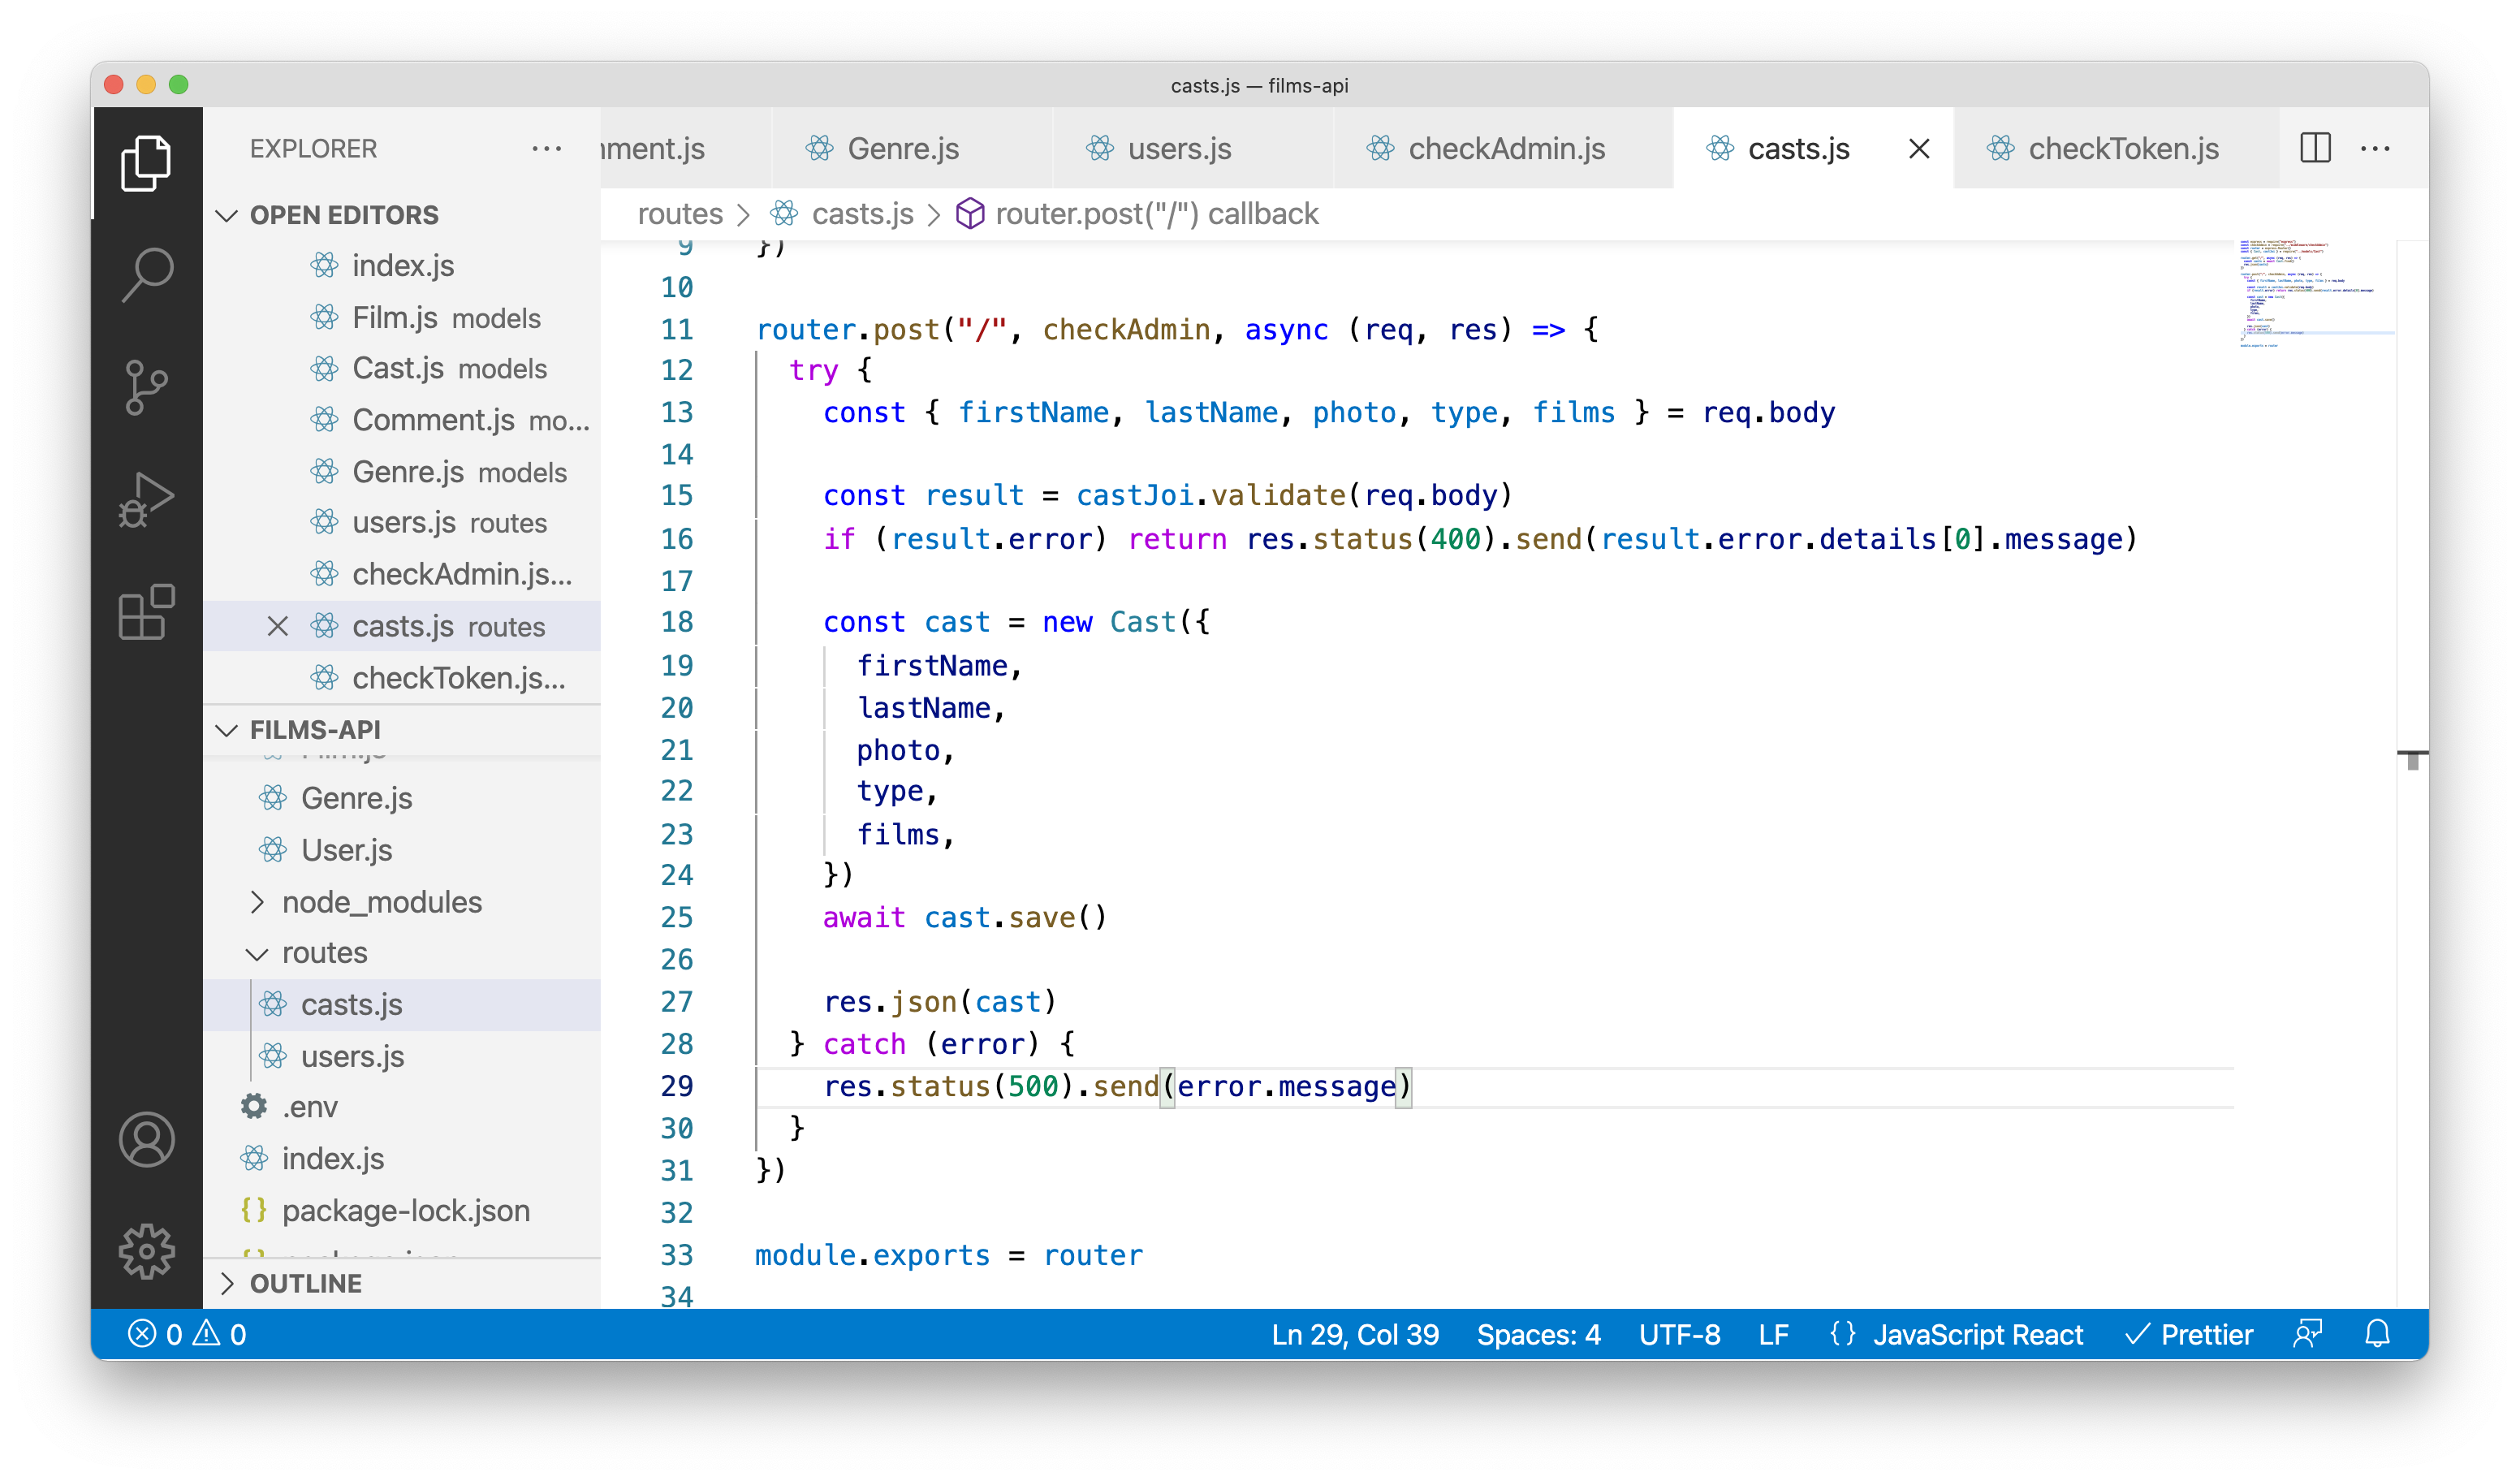 casts.js — films-api
EXPLORER
OPEN EDITORS
index.js
Film.js models
Cast.js models
Comment.js mo...
Genre.js models
users.js routes
checkAdmin.js...
casts.js routes
checkToken.js...
FILMS-API
Film.js
Genre.js
User.js
node_modules
routes
casts.js
users.js
.env
index.js
package-lock.json
OUTLINE
nment.js Genre.js users.js checkAdmin.js casts.js checkToken.js
routes > casts.js > router.post("/") callback
9 })
10
11 router.post("/", checkAdmin, async (req, res) => {
12 try {
13 const { firstName, lastName, photo, type, films } = req.body
14
15 const result = castJoi.validate(req.body)
16 if (result.error) return res.status(400).send(result.error.details[0].message)
17
18 const cast = new Cast({
19 firstName,
20 lastName,
21 photo,
22 type,
23 films,
24 })
25 await cast.save()
26
27 res.json(cast)
28 } catch (error) {
29 res.status(500).send(error.message)
30 }
31 })
32
33 module.exports = router
34
0 0 Ln 29, Col 39 Spaces: 4 UTF-8 LF {} JavaScript React Prettier